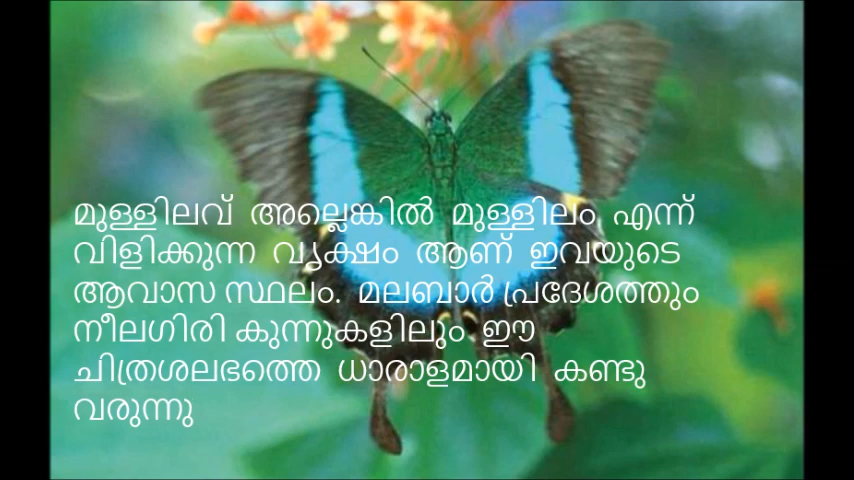 മുള്ളിലവ് അല്ലെങ്കിൽ മുള്ളിലം എന്ന്
വിളിക്കുന്ന വൃക്ഷം ആണ് ഇവയുടെ
ആവാസ സ്ഥലം. മലബാർ പ്രദേശത്തും
നീലഗിരി കുന്നുകളിലും ഈ
ചിത്രശലഭത്തെ ധാരാളമായി കണ്ടു
വരുന്നു